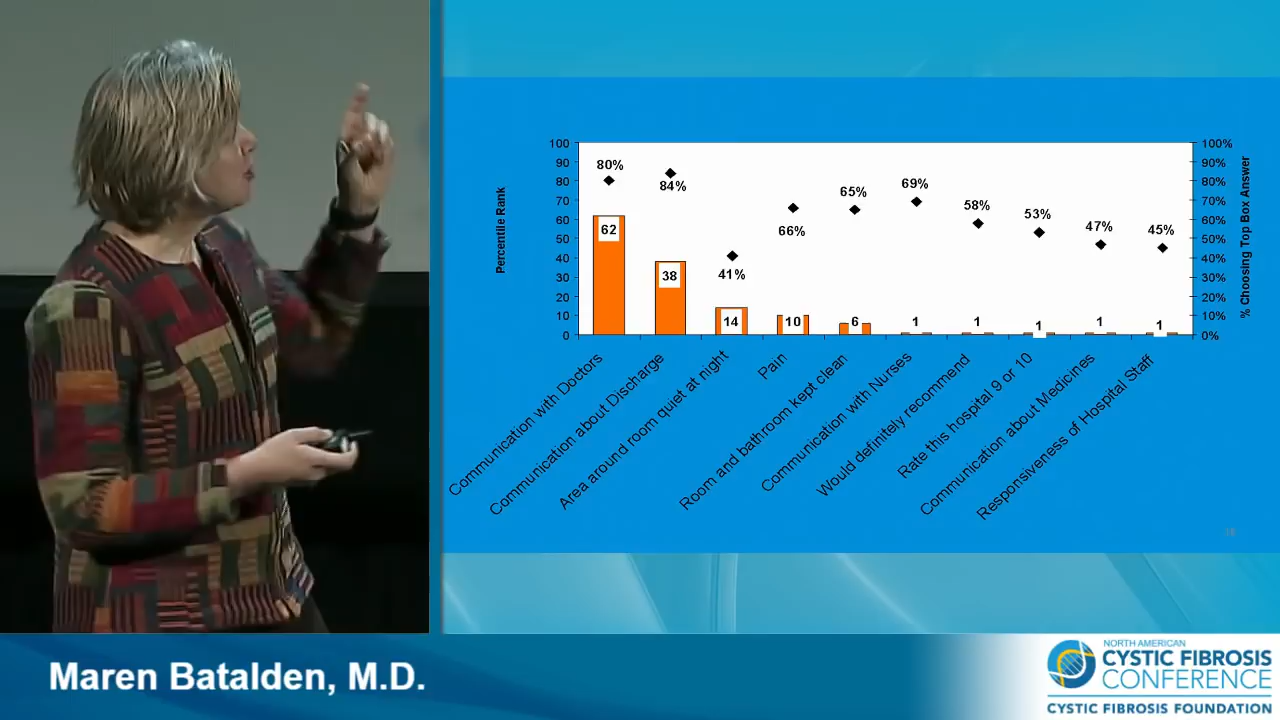 100
90
80
70
60
50
40
30
20
10
0
Percentile Rank
100%
90%
80%
70%
60%
50%
40%
30%
20%
10%
0%
% Choosing Top Box Answer
80%
84%
41%
66%
65%
69%
58%
53%
47%
45%
62
38
14
10
6
1
1
1
1
1
Communication with Doctors
Communication about Discharge
Area around room quiet at night
Pain
Room and bathroom kept clean
Communication with Nurses
Would definitely recommend
Rate this hospital 9 or 10
Communication about Medicines
Responsiveness of Hospital Staff
Maren Batalden, M.D.
NORTH AMERICAN
CYSTIC FIBROSIS
CONFERENCE
CYSTIC FIBROSIS FOUNDATION